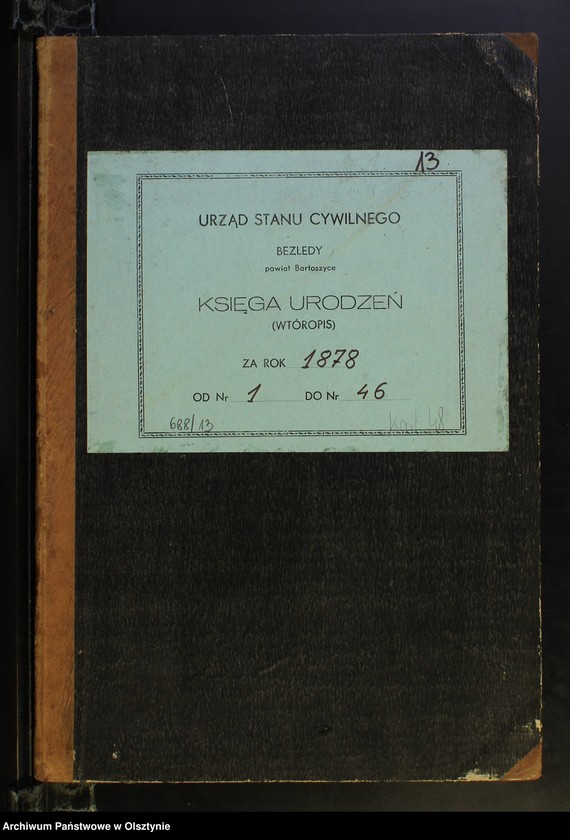 13
URZĄD STANU CYWILNEGO
BEZLEDY
powiat Bartoszyce
KSIĘGA URODZEŃ
(WTÓROPIS)
ZA ROK 1878
OD Nr 1 DO Nr 46
688/13 48
Archiwum Państwowe w Olsztynie